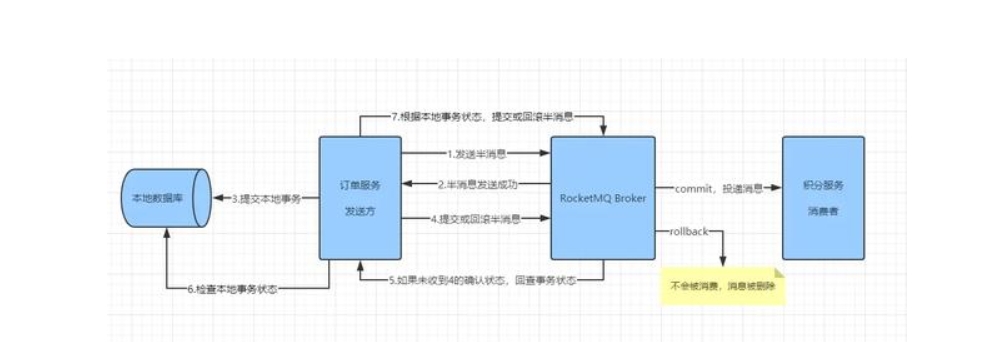 7.根据本地事务状态，提交或回滚半消息
1.发送半消息
2.半消息发送成功
3.提交本地事务
4.提交或回滚半消息
本地数据库
订单服务
发送方
RocketMQ Broker
commit，投递消息
积分服务
消费者
rollback
5.如果未收到4的确认状态，回查事务状态
6.检查本地事务状态
不会被消费，消息被删除